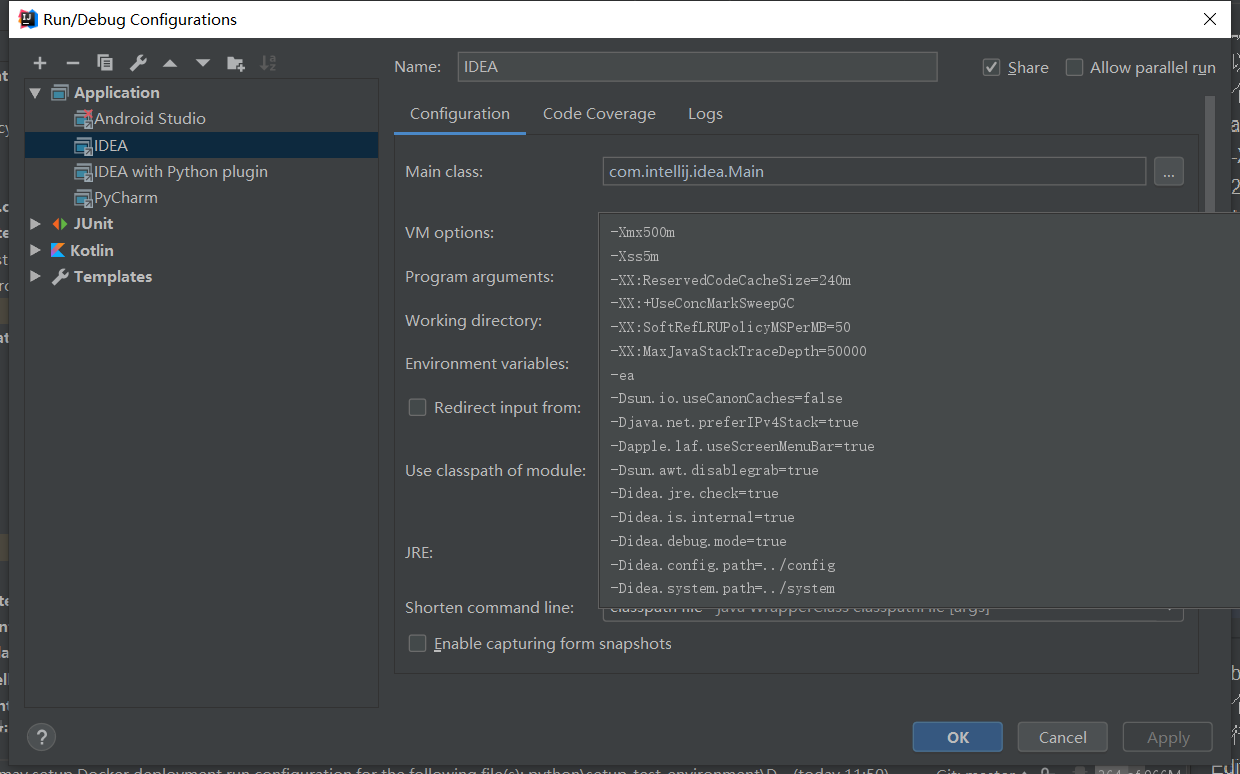 Run/Debug Configurations
Name: IDEA Share Allow parallel run
Application
Android Studio
IDEA
IDEA with Python plugin
PyCharm
JUnit
Kotlin
Templates
Configuration Code Coverage Logs
Main class: com.intellij.idea.Main ...
VM options:
Program arguments:
Working directory:
Environment variables:
Redirect input from:
Use classpath of module:
JRE:
Shorten command line:
-Xmx500m
-Xss5m
-XX:ReservedCodeCacheSize=240m
-XX:+UseConcMarkSweepGC
-XX:SoftRefLRUPolicyMSPerMB=50
-XX:MaxJavaStackTraceDepth=50000
-ea
-Dsun.io.useCanonCaches=false
-Djava.net.preferIPv4Stack=true
-Dapple.laf.useScreenMenuBar=true
-Dsun.awt.disablegrab=true
-Didea.jre.check=true
-Didea.is.internal=true
-Didea.debug.mode=true
-Didea.config.path=../config
-Didea.system.path=../system
Enable capturing form snapshots
? OK Cancel Apply